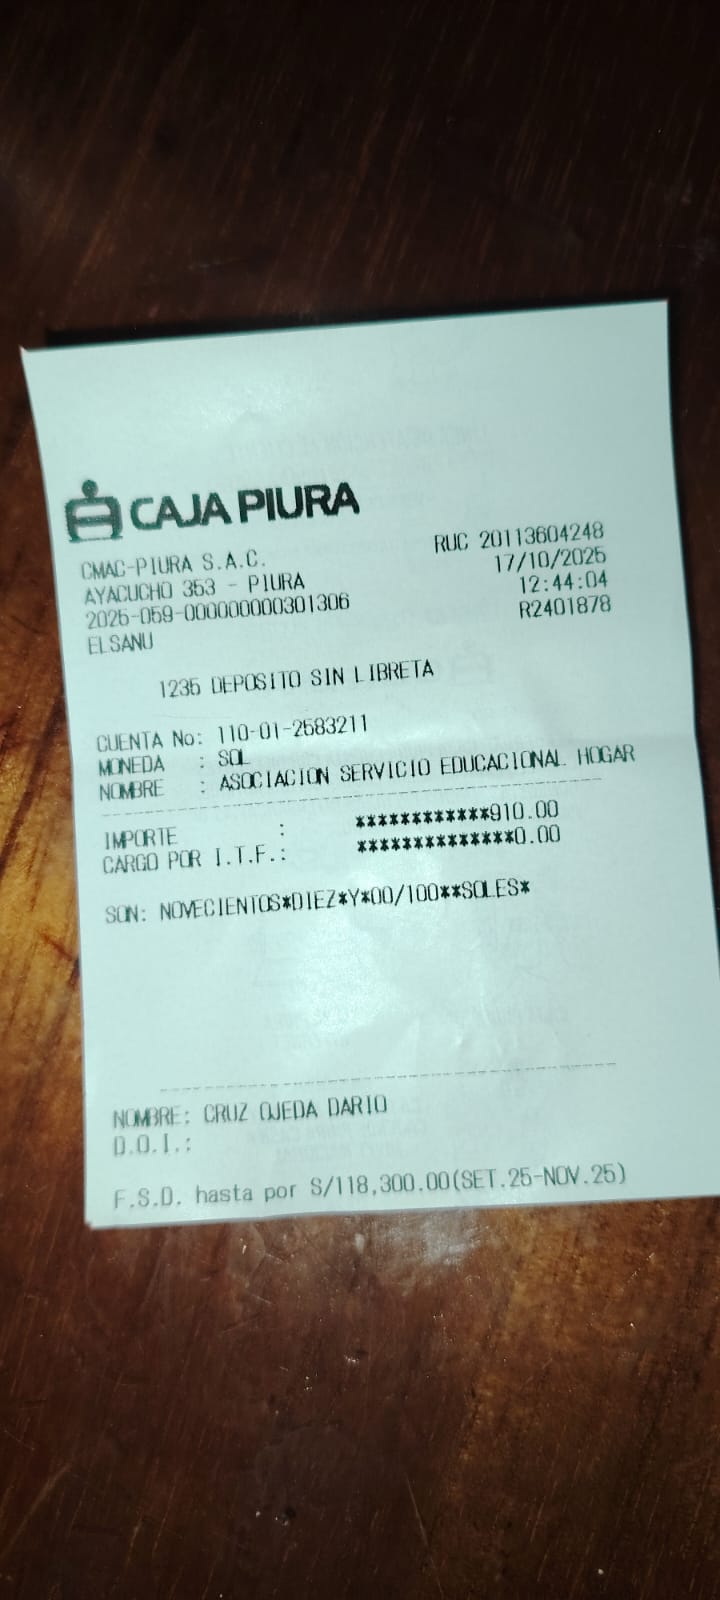 CAJA PIURA
CMAC-PIURA S.A.C. RUC 20113604248
AYACUCHO 353 - PIURA 17/10/2025
2025-059-000000000301306 12:44:04
ELSANU R2401878
1235 DEPOSITO SIN LIBRETA
CUENTA No: 110-01-2583211
MONEDA : SOL
NOMBRE : ASOCIACION SERVICIO EDUCACIONAL HOGAR
IMPORTE : ************910.00
CARGO POR I.T.F.: **************0.00
SON: NOVECIENTOS*DIEZ*Y*00/100**SOLES*
NOMBRE: CRUZ OJEDA DARIO
D.O.I.:
F.S.D. hasta por S/118,300.00(SET.25-NOV.25)